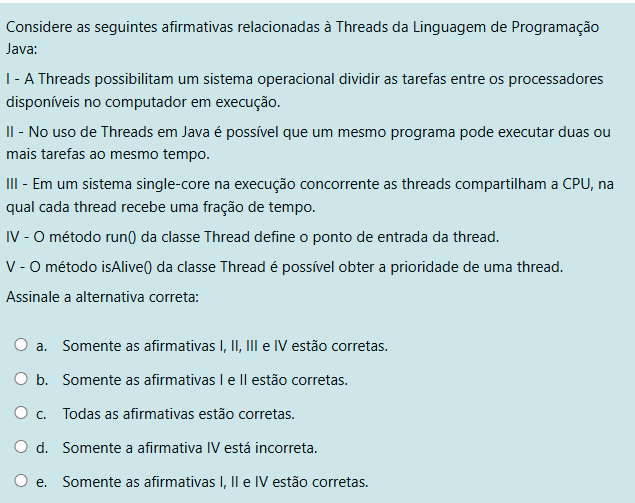 Considere as seguintes afirmativas relacionadas à Threads da Linguagem de Programação
Java:
I - A Threads possibilitam um sistema operacional dividir as tarefas entre os processadores
disponíveis no computador em execução.
II - No uso de Threads em Java é possível que um mesmo programa pode executar duas ou
mais tarefas ao mesmo tempo.
III - Em um sistema single-core na execução concorrente as threads compartilham a CPU, na
qual cada thread recebe uma fração de tempo.
IV - O método run() da classe Thread define o ponto de entrada da thread.
V - O método isAlive() da classe Thread é possível obter a prioridade de uma thread.
Assinale a alternativa correta:
a. Somente as afirmativas I, II, III e IV estão corretas.
b. Somente as afirmativas I e II estão corretas.
c. Todas as afirmativas estão corretas.
d. Somente a afirmativa IV está incorreta.
e. Somente as afirmativas I, II e IV estão corretas.